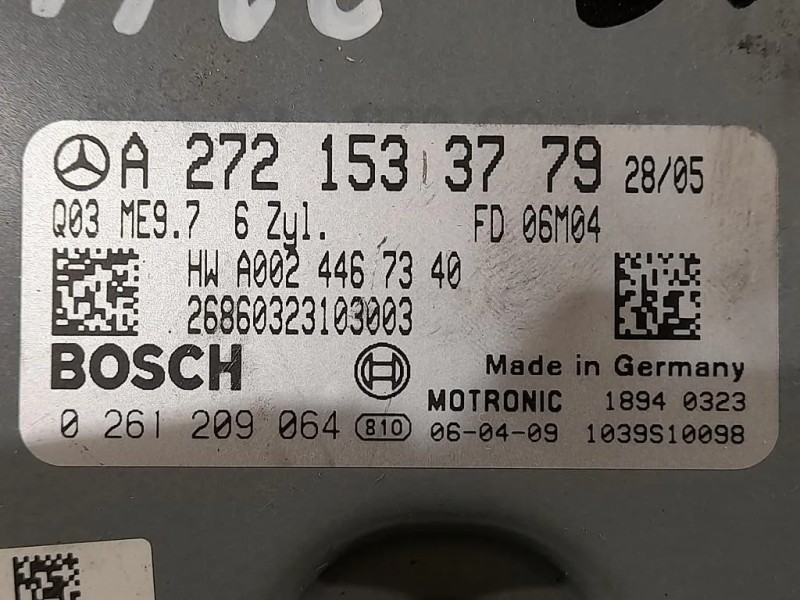 A 272 153 37 79 28/05
Q03 ME9.7 6 Zyl. FD 06M04
HW A002 446 73 40
26860323103003
BOSCH Made in Germany
MOTRONIC 1894 0323
0 261 209 064 810 06-04-09 1039S10098